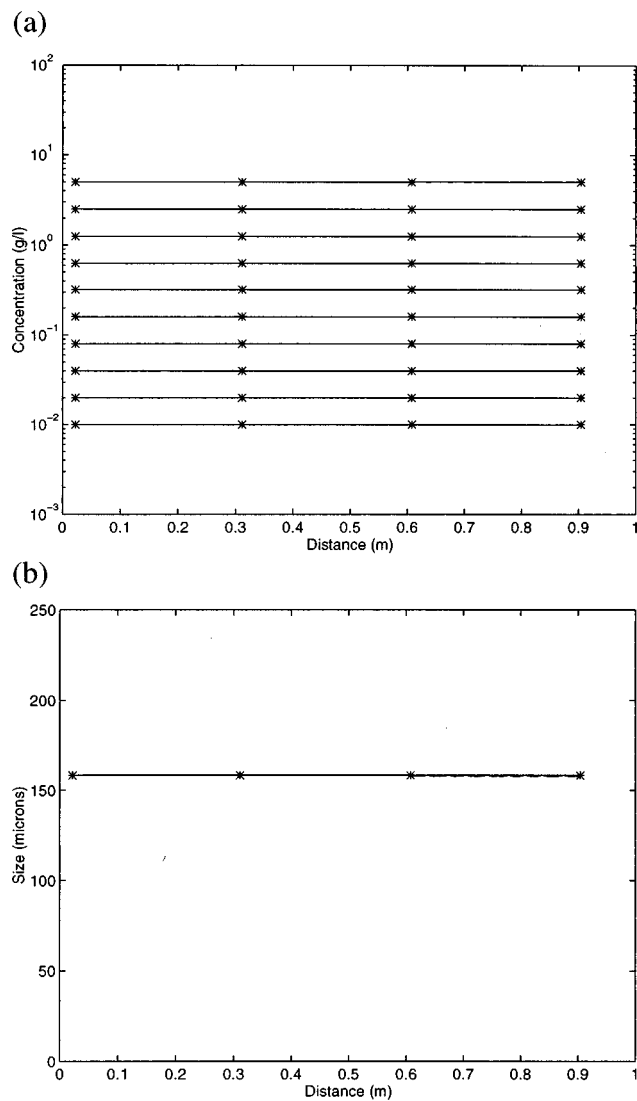 (a)
10^2
10^1
10^0
10^-1
10^-2
10^-3
Concentration (g/l)
0 0.1 0.2 0.3 0.4 0.5 0.6 0.7 0.8 0.9 1
Distance (m)
(b)
250
200
150
100
50
0
Size (microns)
0 0.1 0.2 0.3 0.4 0.5 0.6 0.7 0.8 0.9 1
Distance (m)